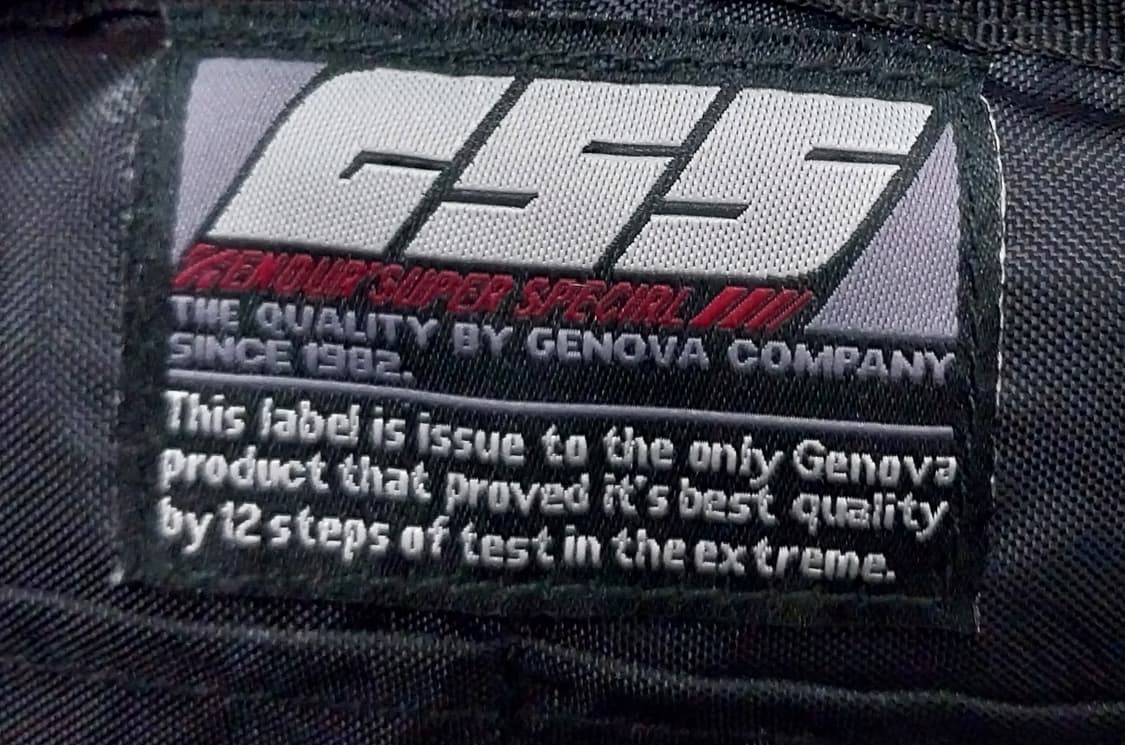 GSS
SUPER SPECIAL
THE QUALITY BY GENOVA COMPANY
SINCE 1982.
This label is issue to the only Genova
product that proved it's best quality
by 12 steps of test in the extreme.